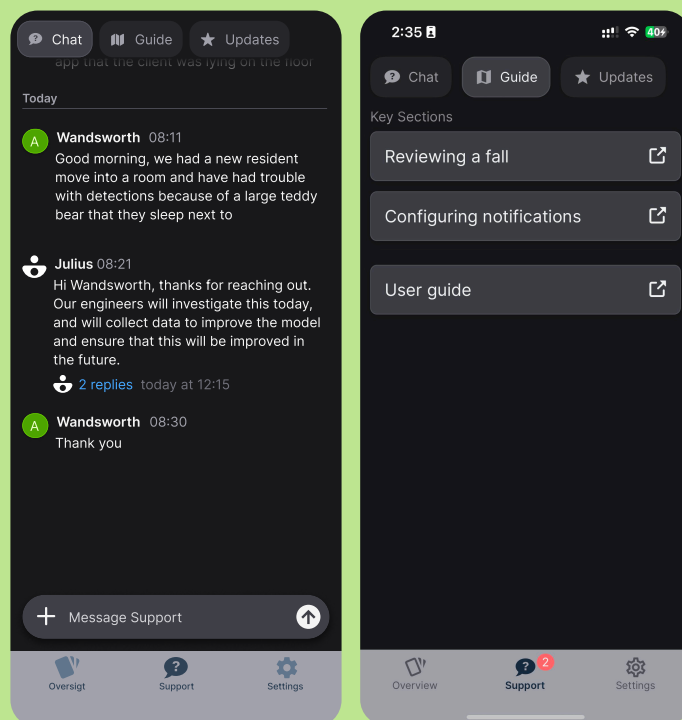 Chat
Guide
Updates
app that the client was lying on the floor
Today
A
Wandsworth 08:11
Good morning, we had a new resident
move into a room and have had trouble
with detections because of a large teddy
bear that they sleep next to
Julius 08:21
Hi Wandsworth, thanks for reaching out.
Our engineers will investigate this today,
and will collect data to improve the model
and ensure that this will be improved in
the future.
2 replies today at 12:15
A
Wandsworth 08:30
Thank you
Message Support
Oversigt
Support
Settings
2:35
40
Chat
Guide
Updates
Key Sections
Reviewing a fall
Configuring notifications
User guide
2
Overview
Support
Settings